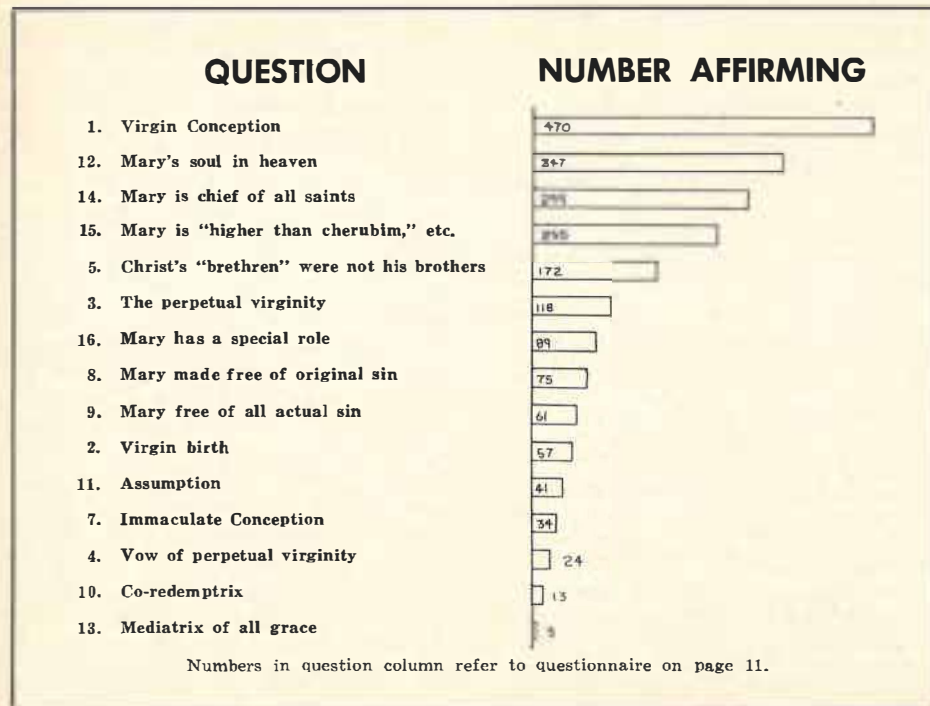 QUESTION NUMBER AFFIRMING
1. Virgin Conception 470
12. Mary's soul in heaven 347
14. Mary is chief of all saints
15. Mary is "higher than cherubim," etc.
5. Christ's "brethren" were not his brothers 172
3. The perpetual virginity 118
16. Mary has a special role 89
8. Mary made free of original sin 75
9. Mary free of all actual sin 61
2. Virgin birth 57
11. Assumption 41
7. Immaculate Conception 34
4. Vow of perpetual virginity 24
10. Co-redemptrix 13
13. Mediatrix of all grace
Numbers in question column refer to questionnaire on page 11.